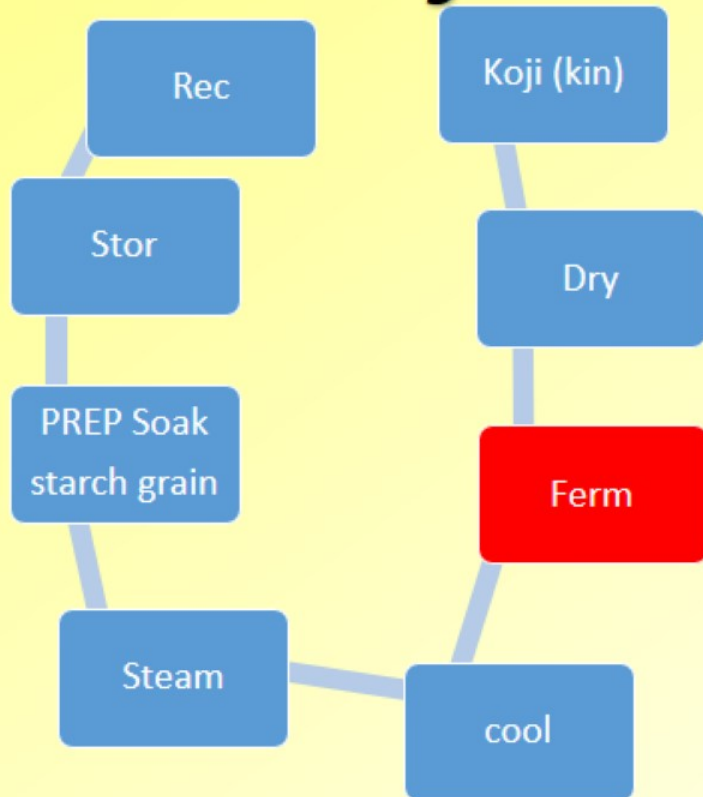 Rec
Stor
PREP Soak
starch grain
Steam
cool
Ferm
Dry
Koji (kin)